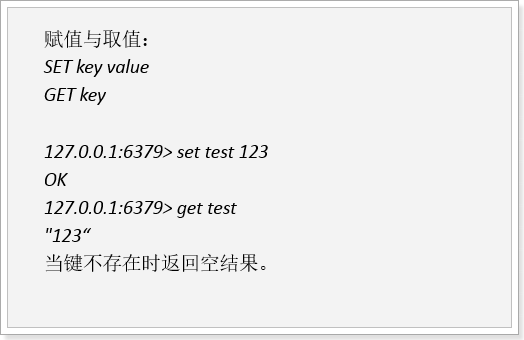 赋值与取值：
SET key value
GET key
127.0.0.1:6379> set test 123
OK
127.0.0.1:6379> get test
"123“
当键不存在时返回空结果。